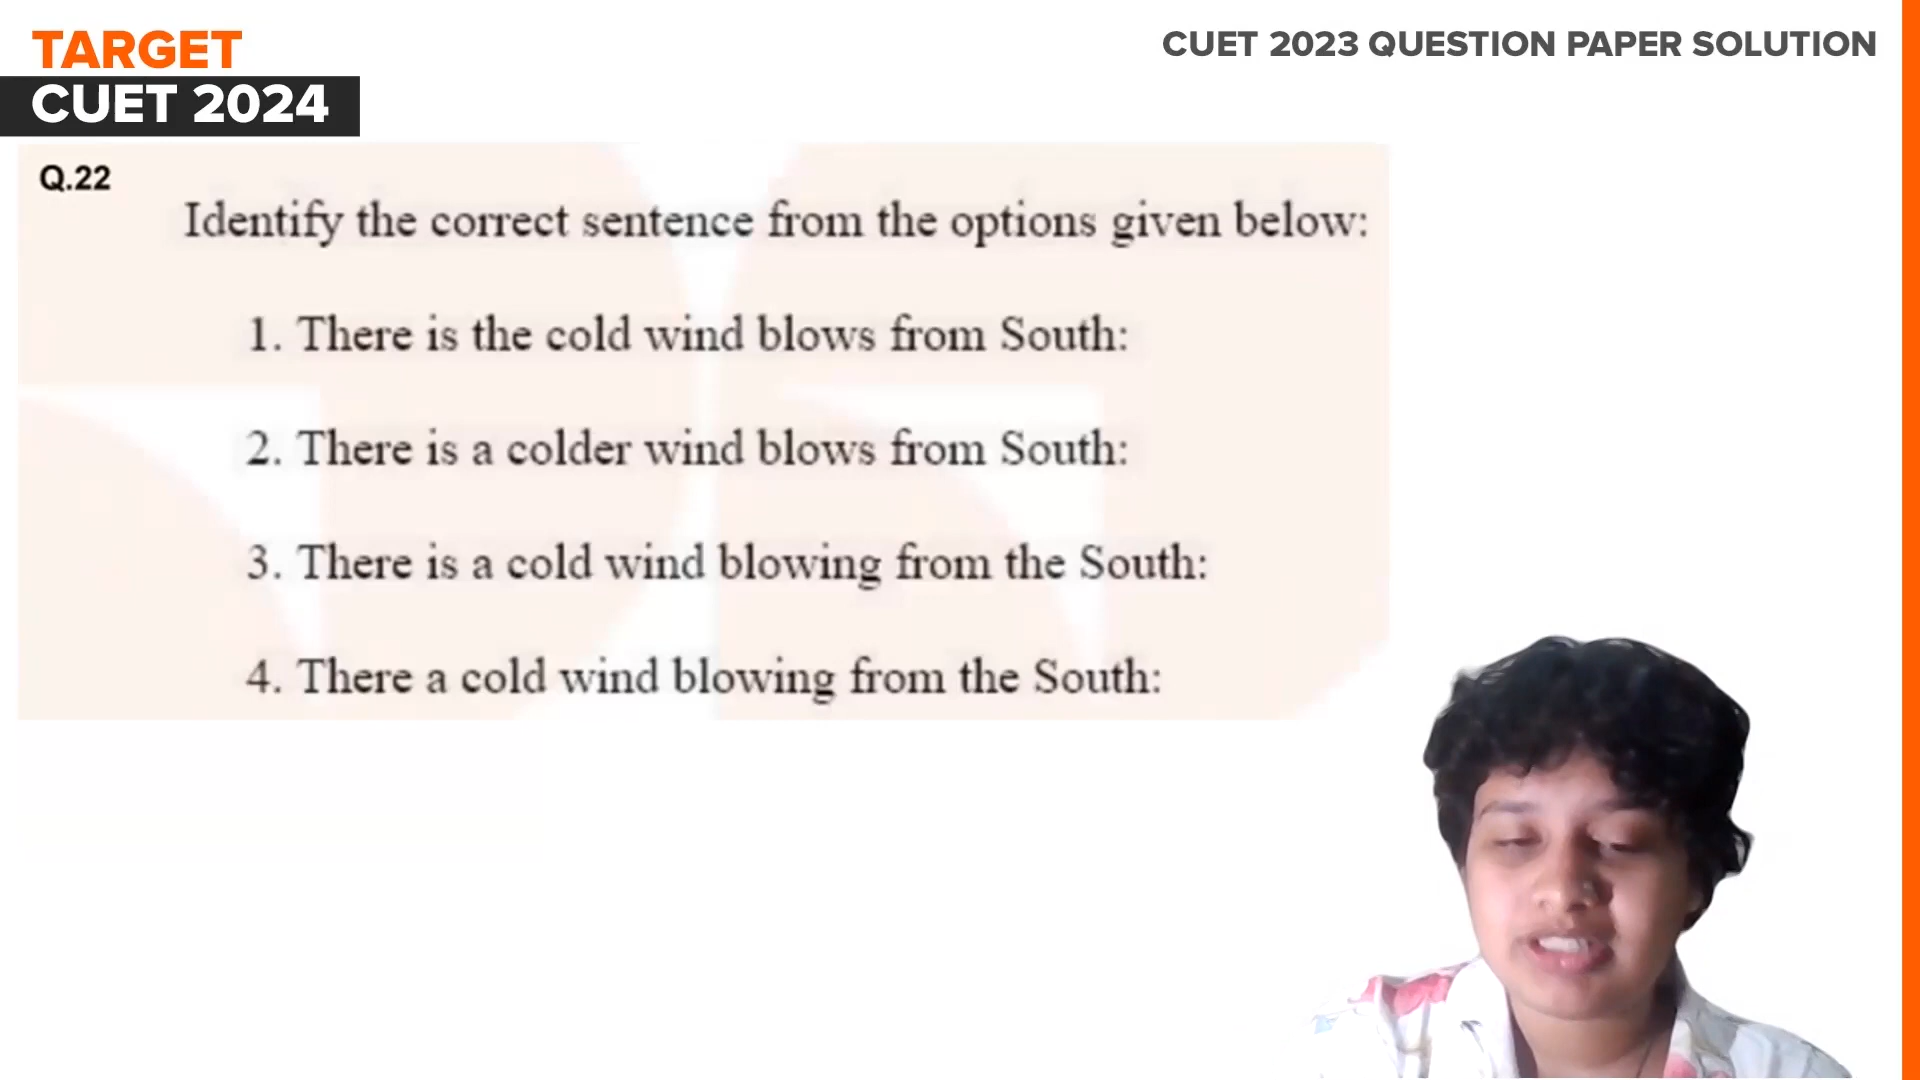 TARGET
CUET 2024
CUET 2023 QUESTION PAPER SOLUTION
Q.22
Identify the correct sentence from the options given below:
1. There is the cold wind blows from South:
2. There is a colder wind blows from South:
3. There is a cold wind blowing from the South:
4. There a cold wind blowing from the South: